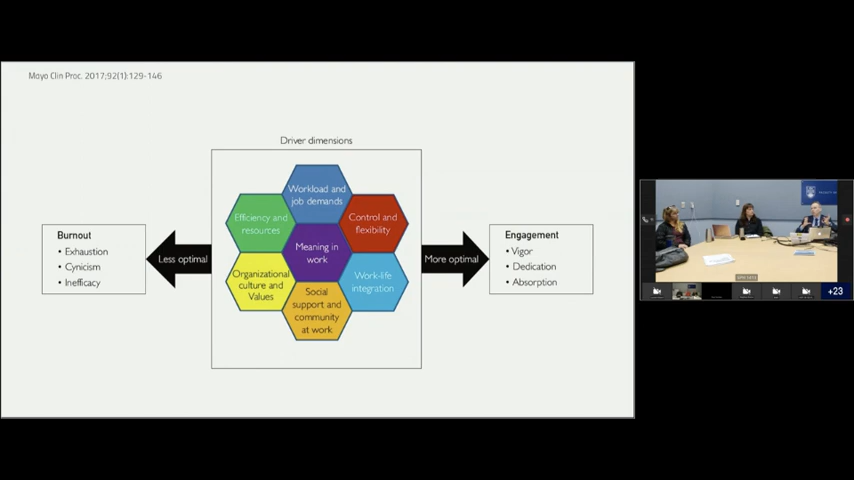 Mayo Clin Proc. 2017;92(1):129-146
Driver dimensions
Workload and
job demands
Efficiency and
resources
Control and
flexibility
Meaning in
work
Organizational
culture and
Values
Work-life
integration
Social
support and
community
at work
Burnout
• Exhaustion
• Cynicism
• Inefficacy
Less optimal
More optimal
Engagement
• Vigor
• Dedication
• Absorption
UBC
+23